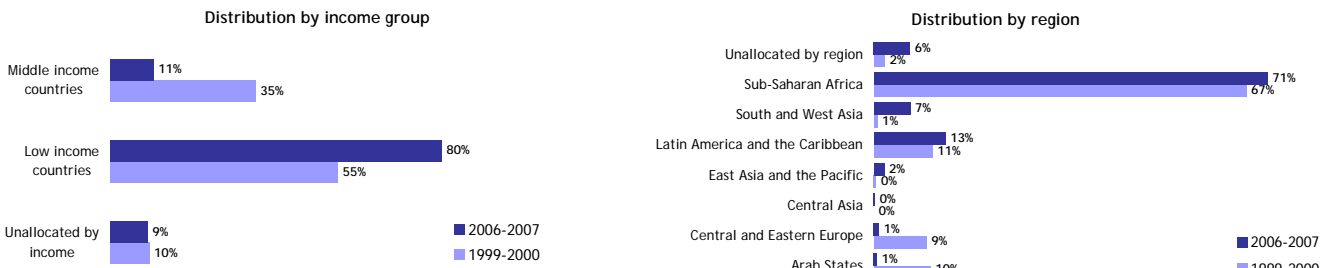 Distribution by income group
Middle income
countries
11%
35%
Low income
countries
80%
55%
Unallocated by
income
9%
10%
2006-2007
1999-2000
Distribution by region
Unallocated by region
6%
2%
Sub-Saharan Africa
71%
67%
South and West Asia
7%
1%
Latin America and the Caribbean
13%
11%
East Asia and the Pacific
2%
0%
Central Asia
0%
0%
Central and Eastern Europe
1%
9%
Arab States
1%
10%
2006-2007
1999-2000